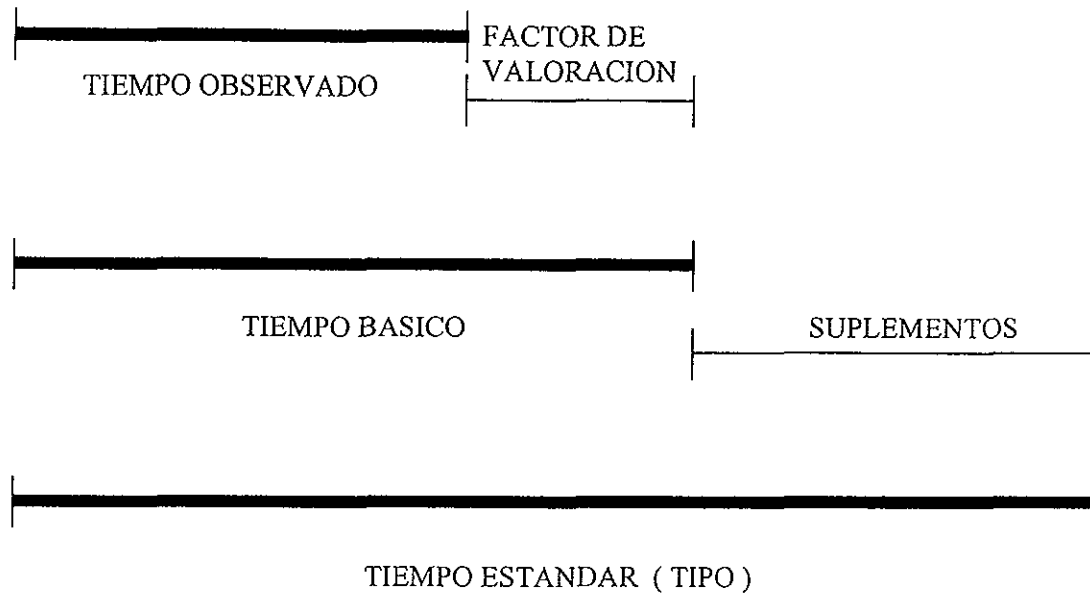 FACTOR DE
VALORACION
TIEMPO OBSERVADO
TIEMPO BASICO
SUPLEMENTOS
TIEMPO ESTANDAR ( TIPO )